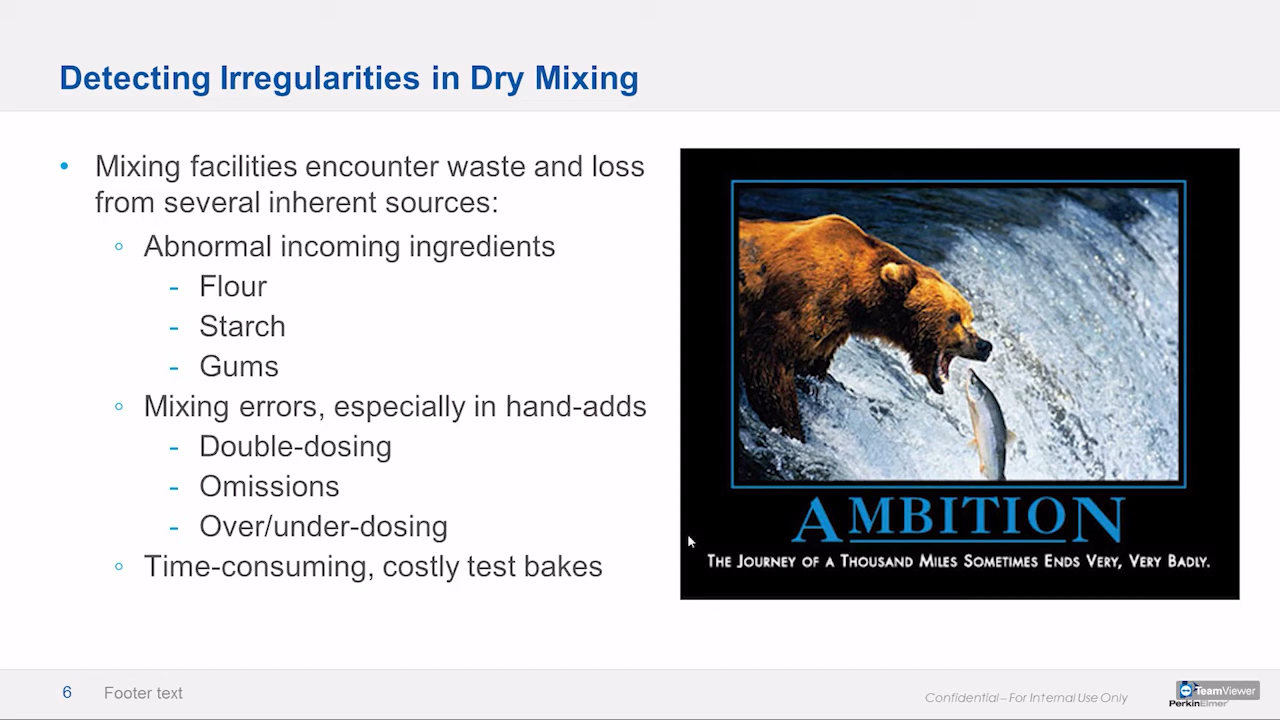 Detecting Irregularities in Dry Mixing
• Mixing facilities encounter waste and loss
from several inherent sources:
◦ Abnormal incoming ingredients
- Flour
- Starch
- Gums
◦ Mixing errors, especially in hand-adds
- Double-dosing
- Omissions
- Over/under-dosing
◦ Time-consuming, costly test bakes
AMBITION
THE JOURNEY OF A THOUSAND MILES SOMETIMES ENDS VERY, VERY BADLY.
6
Footer text
Confidential – For Internal Use Only
TeamViewer
PerkinElmer